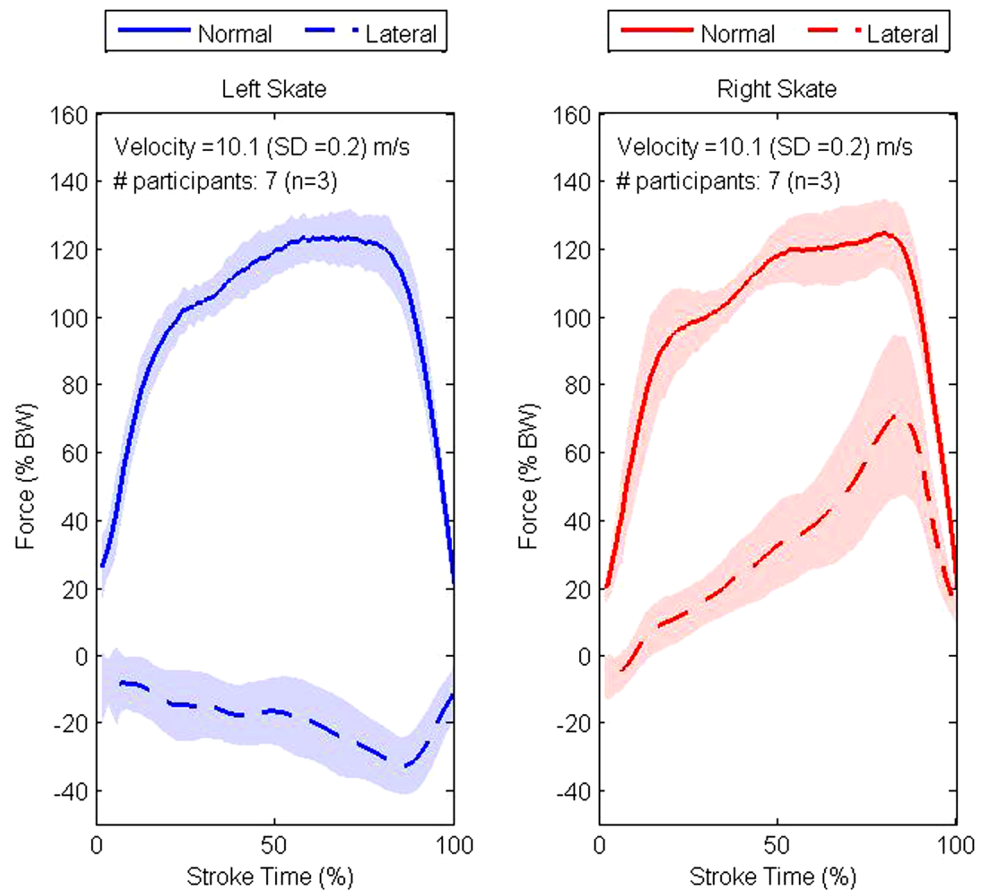 Normal Lateral
Normal Lateral
Left Skate
Velocity =10.1 (SD =0.2) m/s
# participants: 7 (n=3)
Force (% BW)
160
140
120
100
80
60
40
20
0
-20
-40
0 50 100
Stroke Time (%)
Right Skate
Velocity =10.1 (SD =0.2) m/s
# participants: 7 (n=3)
Force (% BW)
160
140
120
100
80
60
40
20
0
-20
-40
0 50 100
Stroke Time (%)